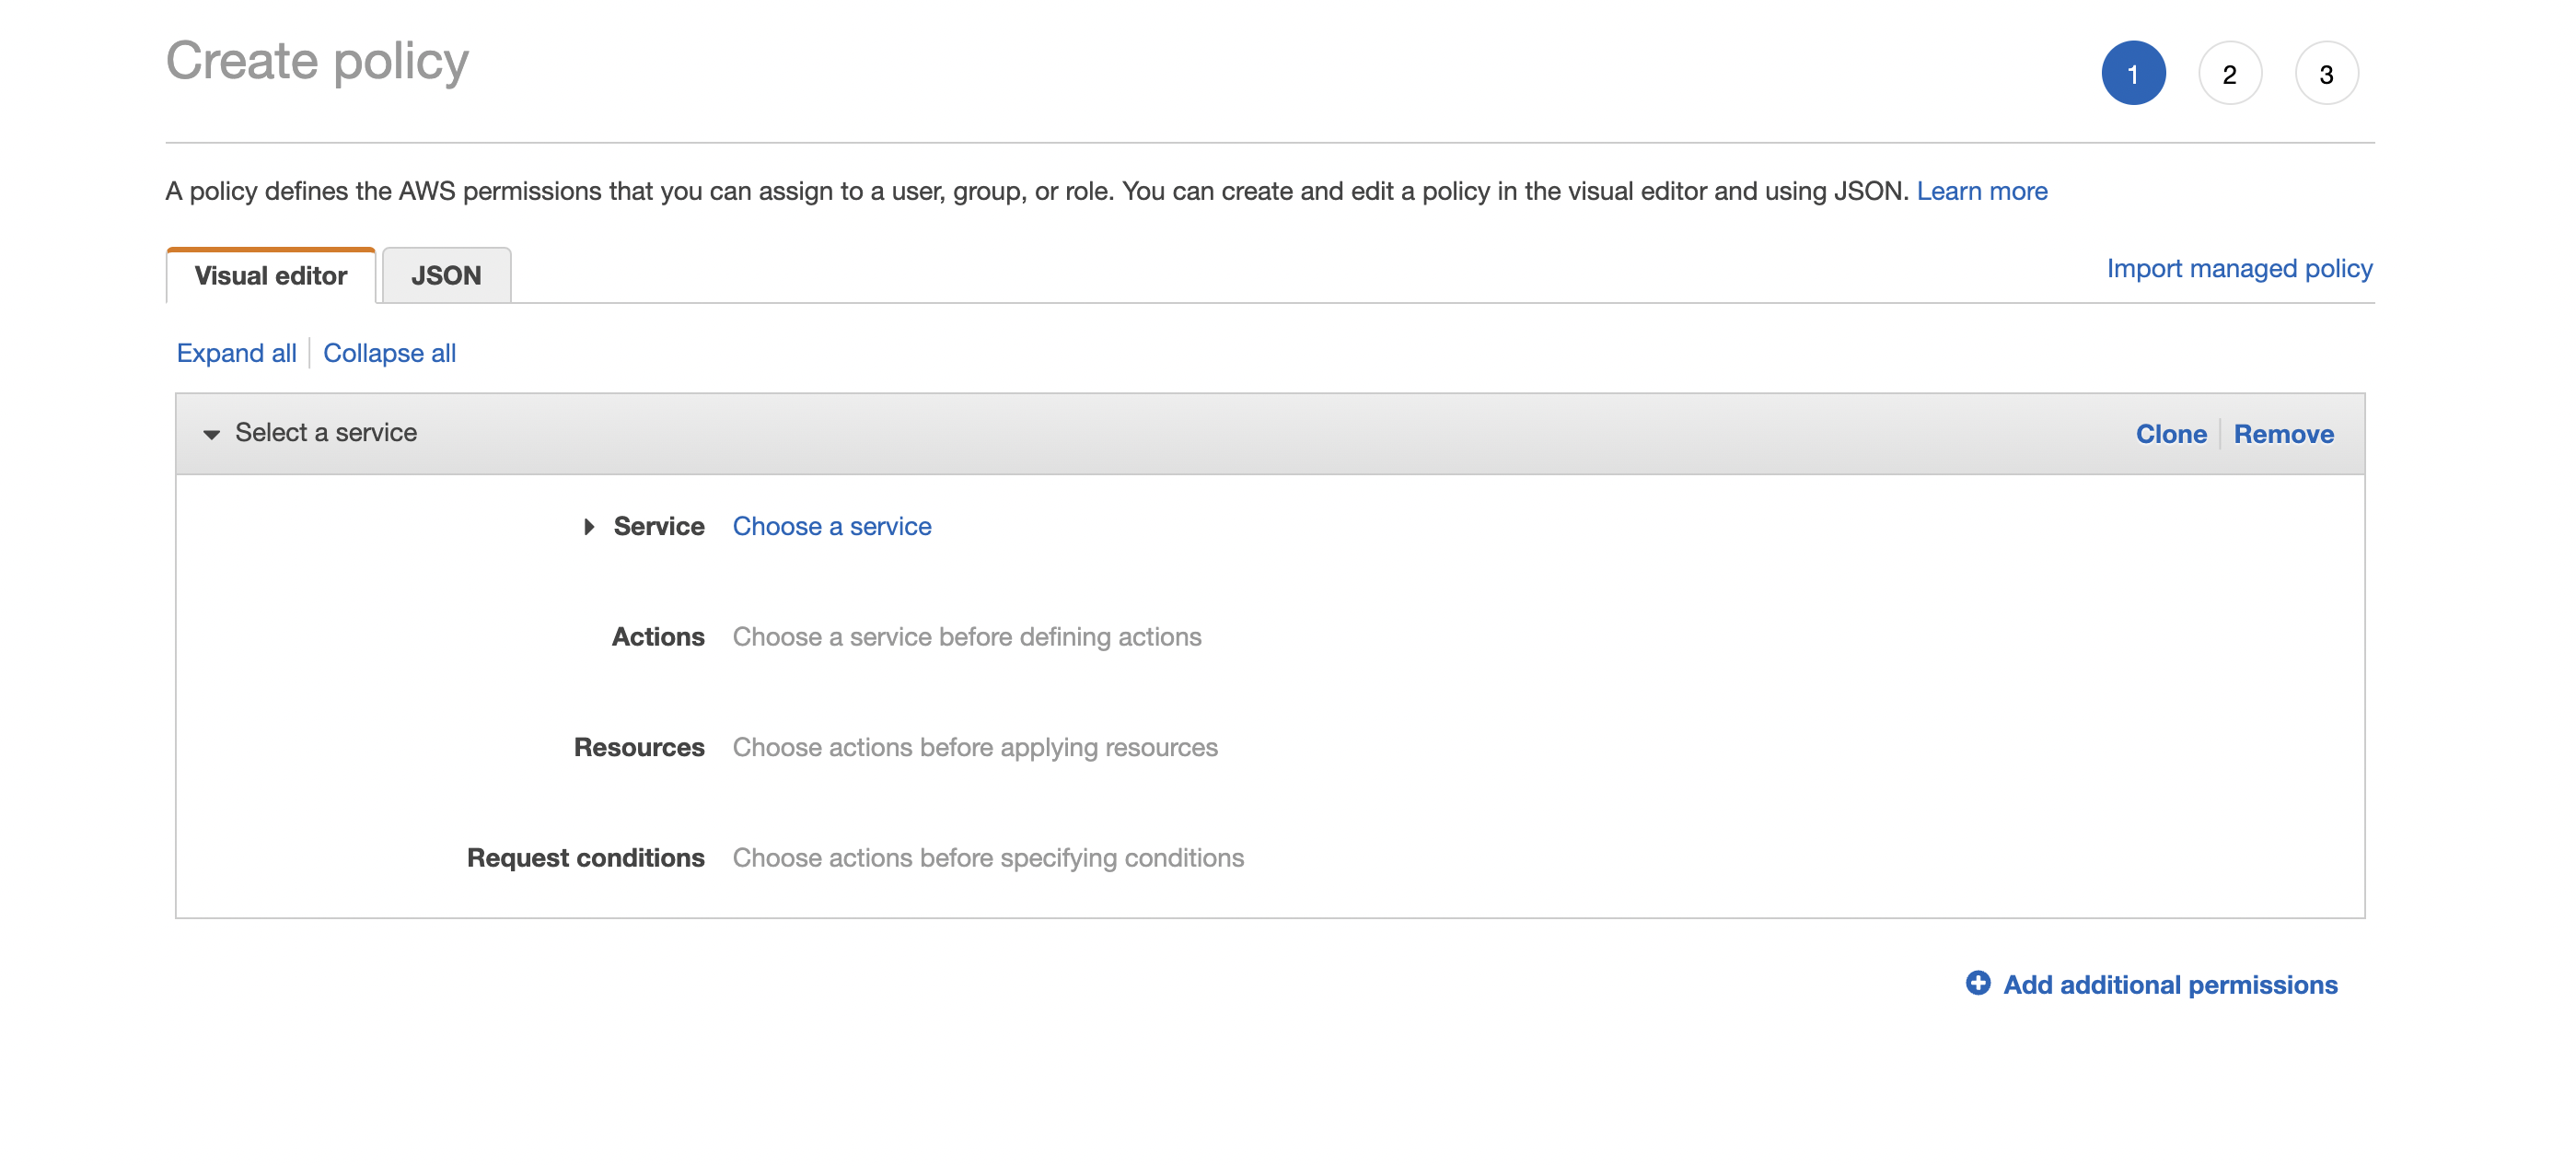 Create policy
1 2 3
A policy defines the AWS permissions that you can assign to a user, group, or role. You can create and edit a policy in the visual editor and using JSON. Learn more
Visual editor JSON Import managed policy
Expand all Collapse all
Select a service Clone Remove
Service Choose a service
Actions Choose a service before defining actions
Resources Choose actions before applying resources
Request conditions Choose actions before specifying conditions
Add additional permissions